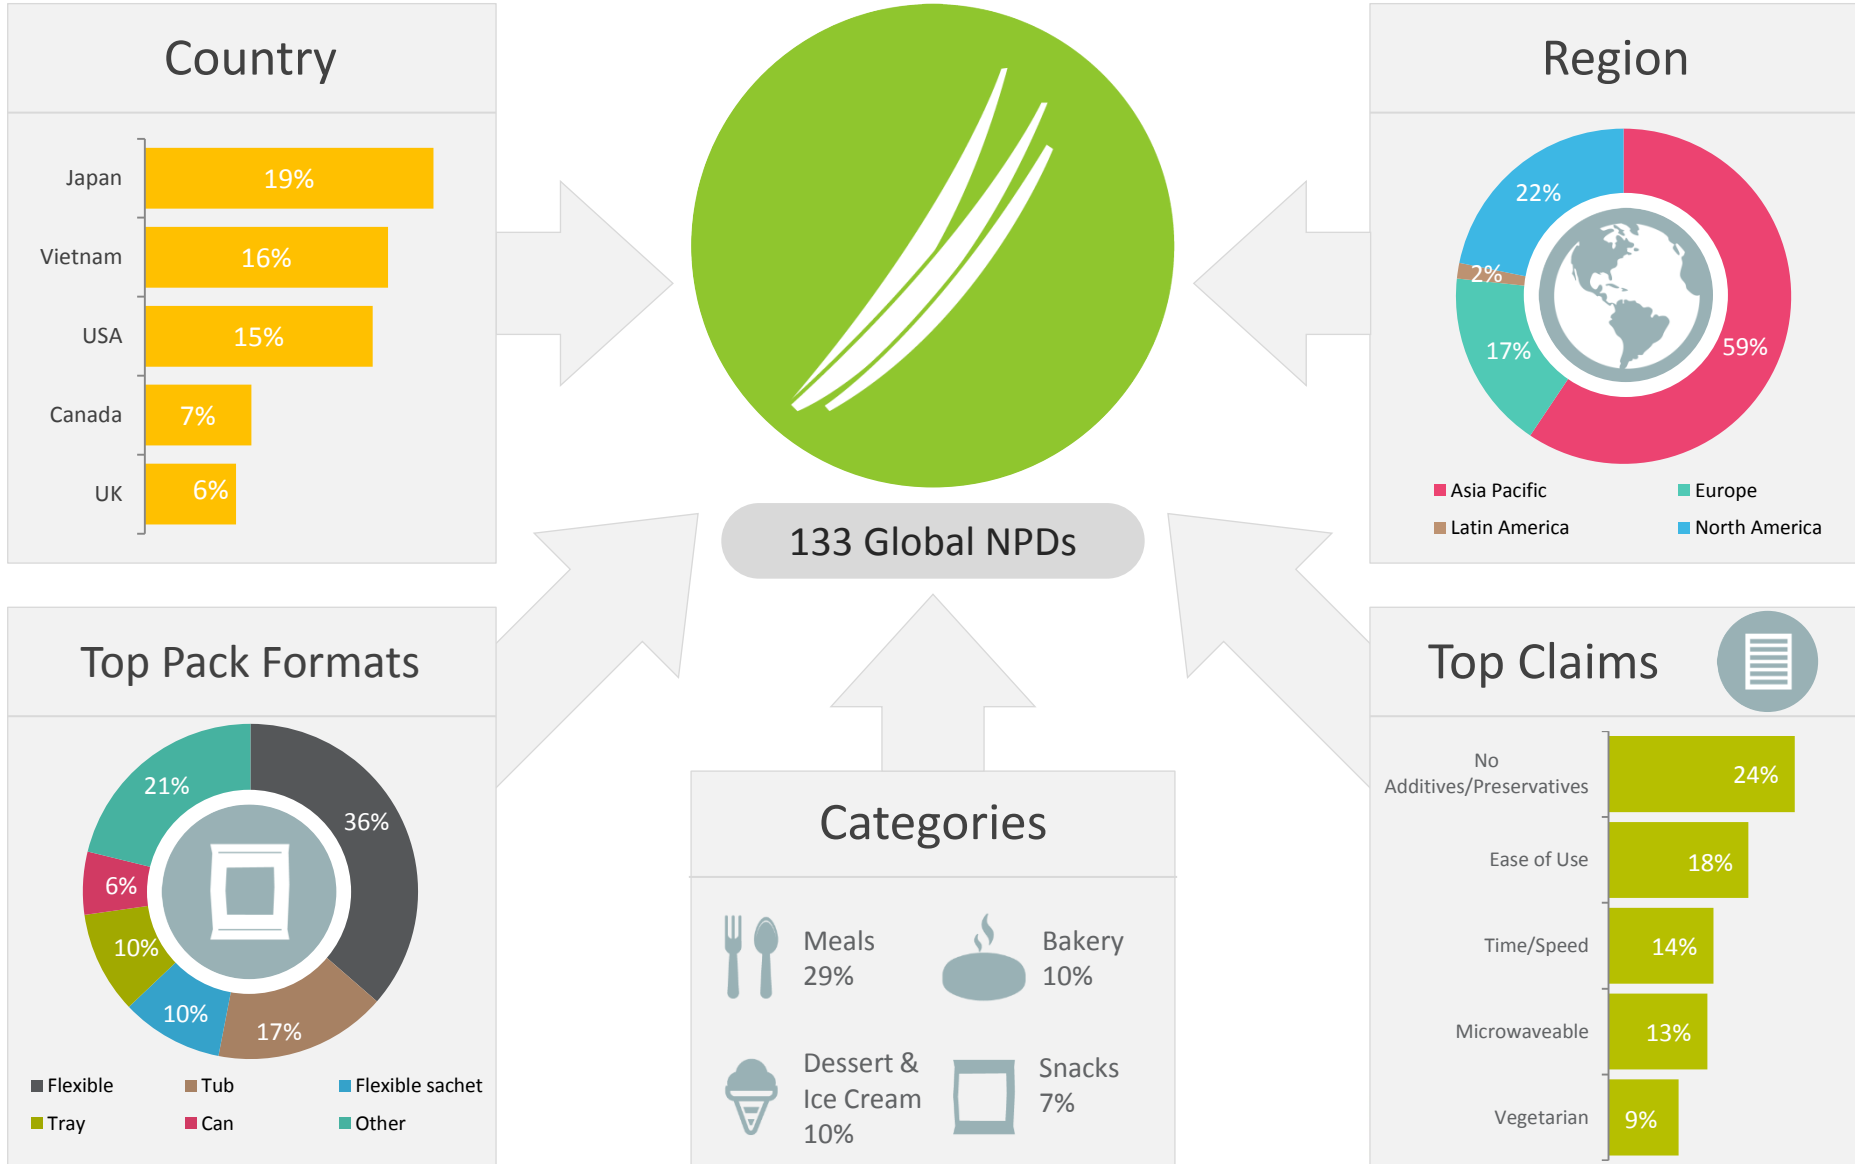 Country
Japan
19%
Vietnam
16%
USA
15%
Canada
7%
UK
6%
133 Global NPDs
Region
22%
2%
17%
59%
Asia Pacific
Europe
Latin America
North America
Top Pack Formats
21%
36%
6%
10%
10%
17%
Flexible
Tub
Flexible sachet
Tray
Can
Other
Categories
Meals
29%
Bakery
10%
Dessert &
Ice Cream
10%
Snacks
7%
Top Claims
No
Additives/Preservatives
24%
Ease of Use
18%
Time/Speed
14%
Microwaveable
13%
Vegetarian
9%